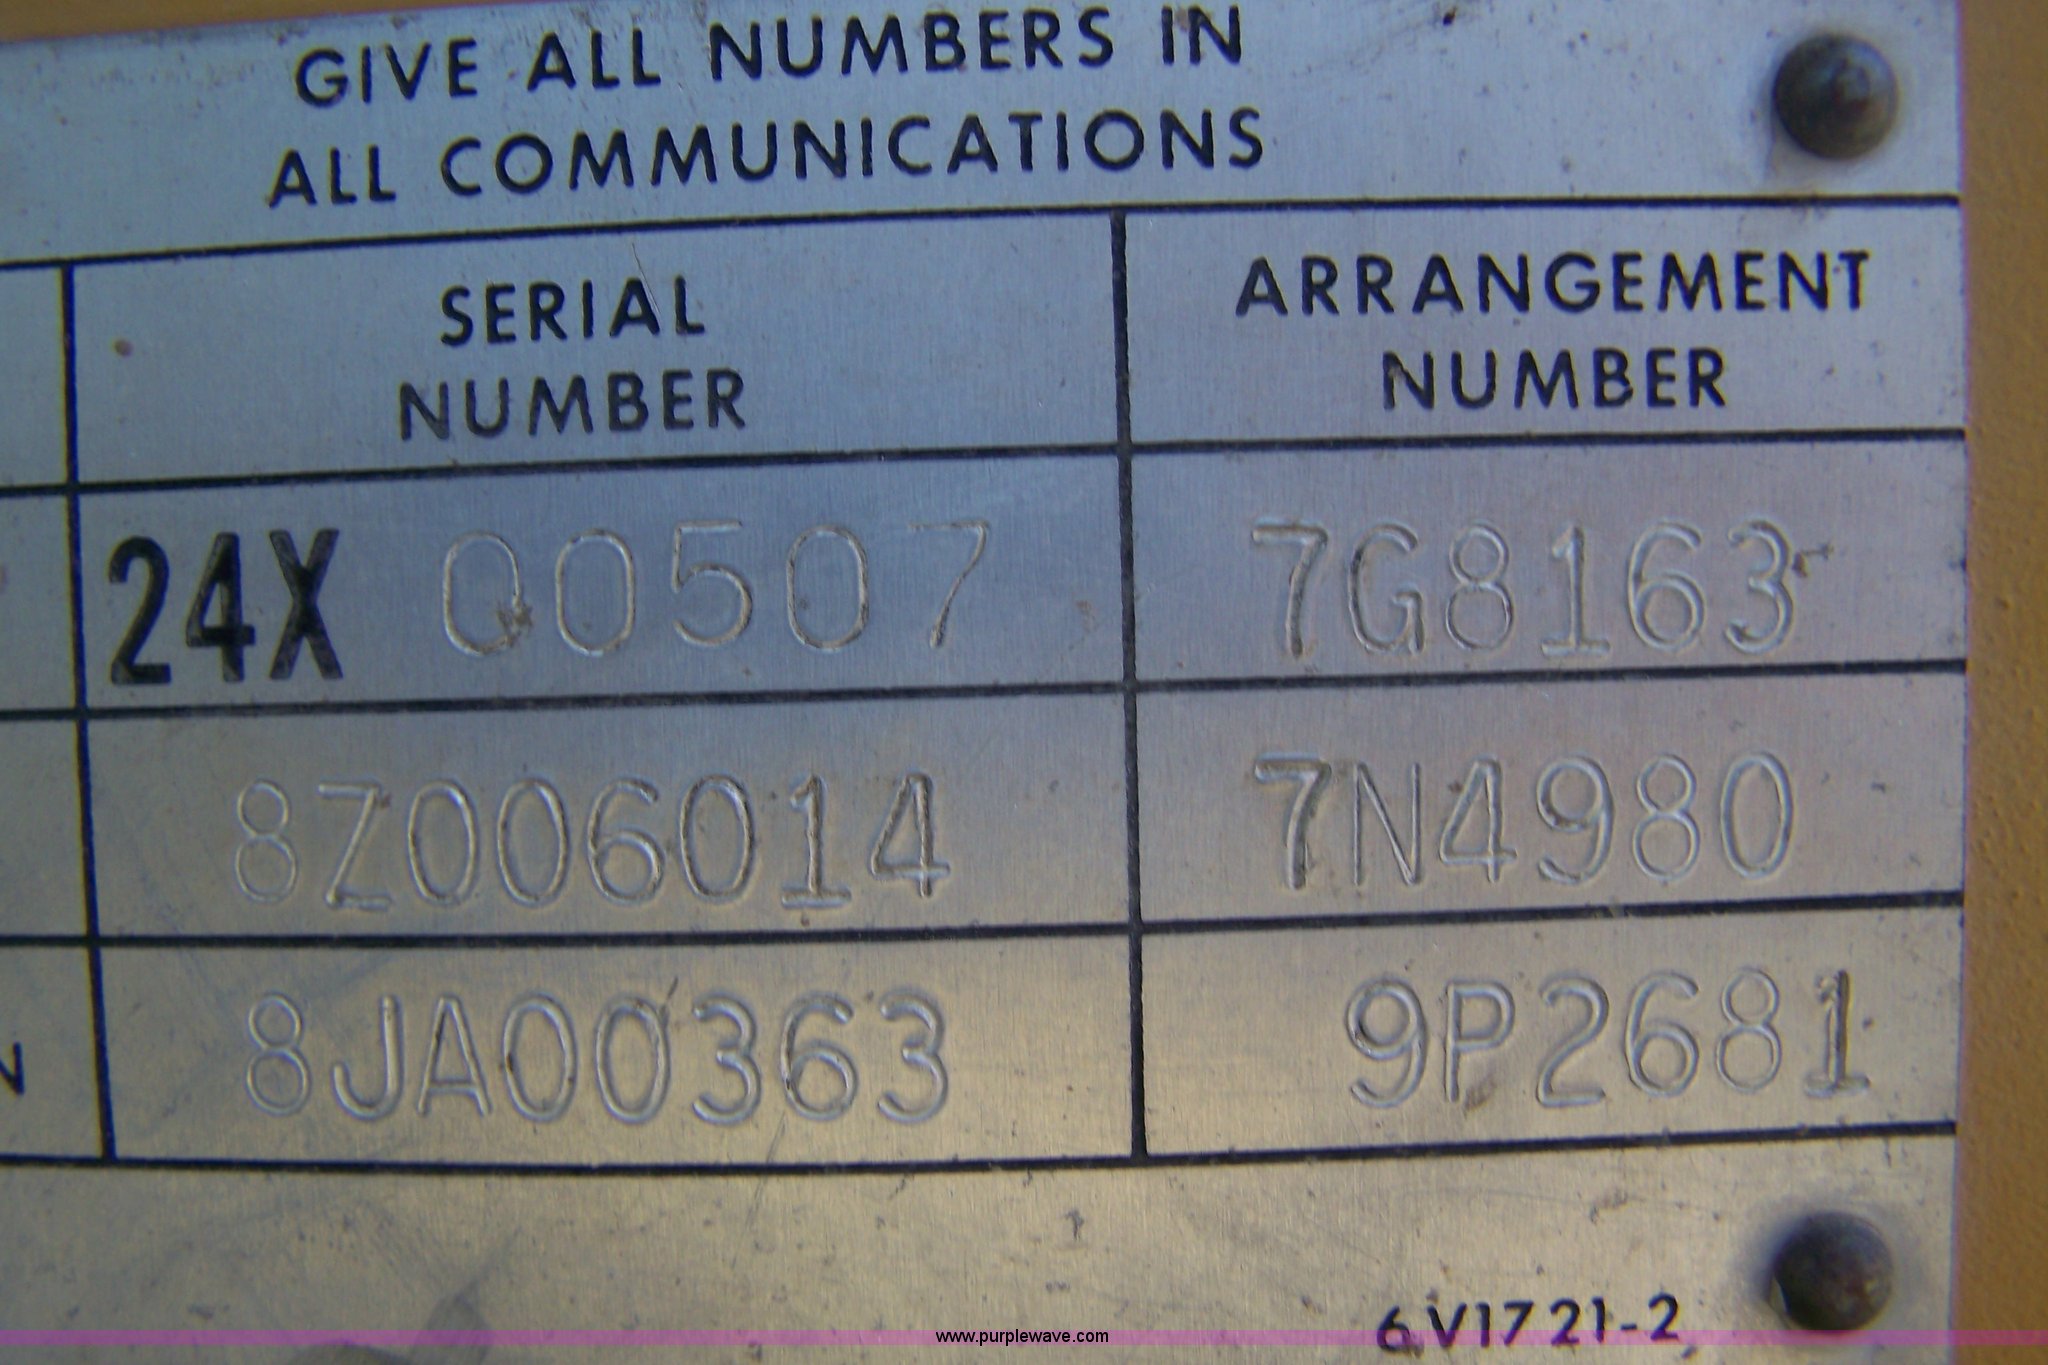 GIVE ALL NUMBERS IN
ALL COMMUNICATIONS
SERIAL
NUMBER
ARRANGEMENT
NUMBER
24X 00507 7G8163
8Z006014 7N4980
N 8JA00363 9P2681
6V1721-2
www.purplewave.com